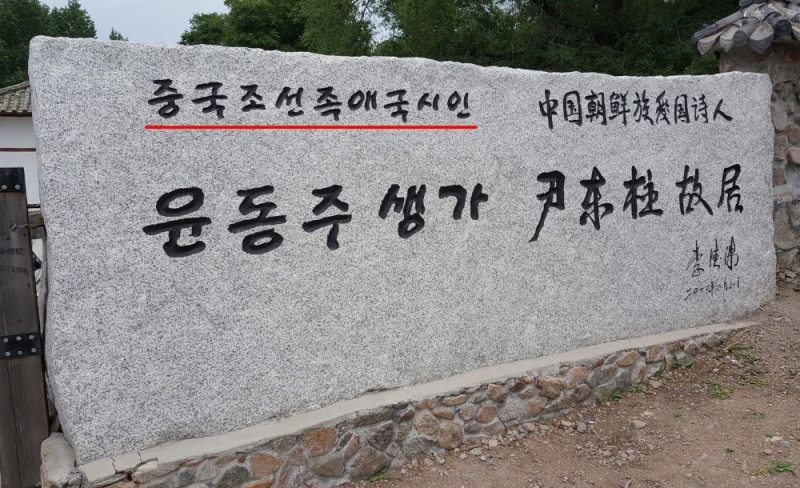 중국조선족애국시인
中国朝鲜族爱国诗人
윤동주생가
尹东柱故居